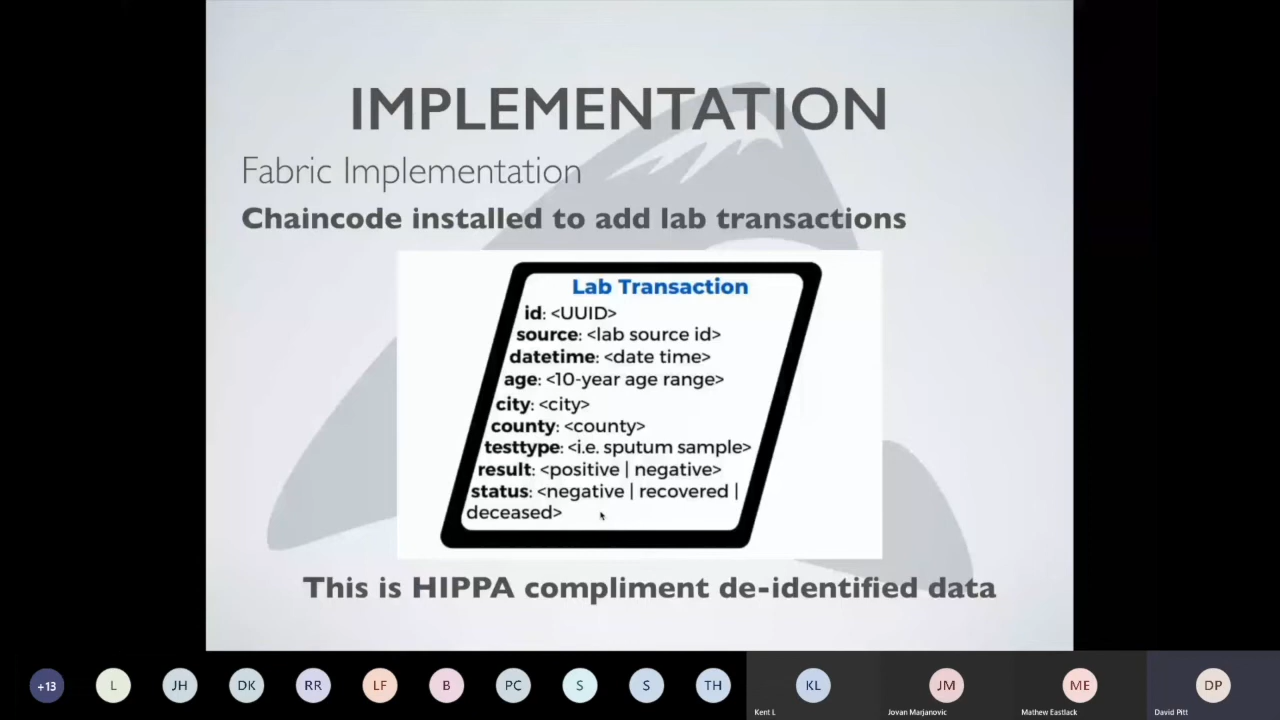 IMPLEMENTATION
Fabric Implementation
Chaincode installed to add lab transactions
Lab Transaction
id: <UUID>
source: <lab source id>
datetime: <date time>
age: <10-year age range>
city: <city>
county: <county>
testtype: <i.e. sputum sample>
result: <positive | negative>
status: <negative | recovered |
deceased>
This is HIPPA compliment de-identified data
+13
L
JH
DK
RR
LF
B
PC
S
S
TH
KL
JM
ME
DP
Kent L
Jovan Marjanovic
Mathew Eastlack
David Pitt